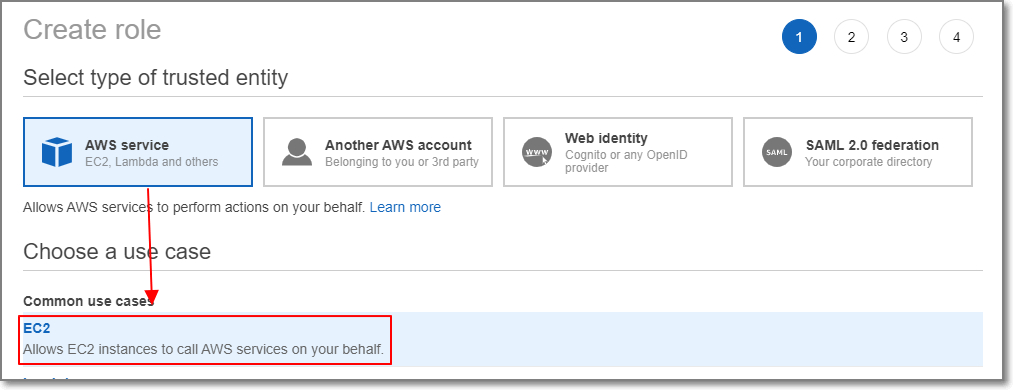 Create role
1 2 3 4
Select type of trusted entity
AWS service
EC2, Lambda and others
Another AWS account
Belonging to you or 3rd party
Web identity
Cognito or any OpenID
provider
SAML
SAML 2.0 federation
Your corporate directory
www
Allows AWS services to perform actions on your behalf. Learn more
Choose a use case
Common use cases
EC2
Allows EC2 instances to call AWS services on your behalf.